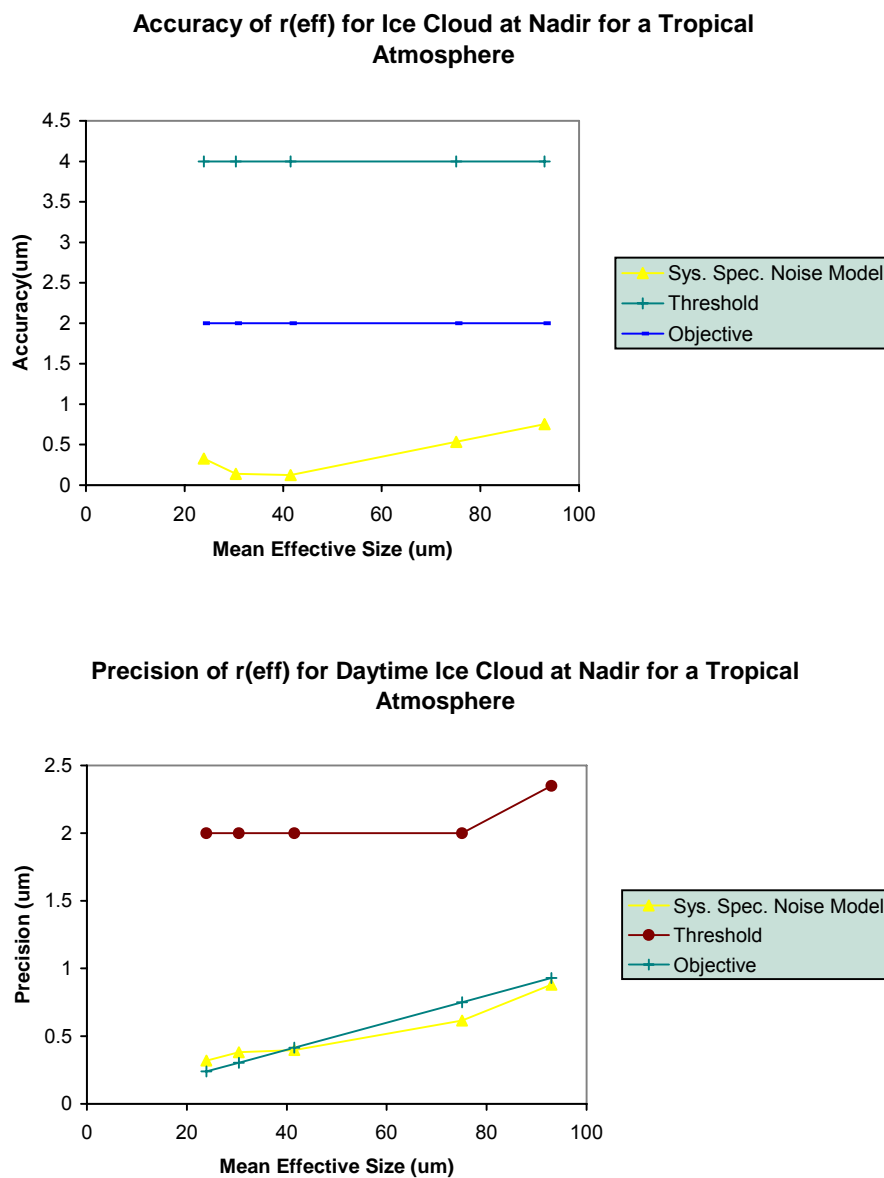 Accuracy of r(eff) for Ice Cloud at Nadir for a Tropical
Atmosphere
4.5
4
3.5
3
2.5
2
1.5
1
0.5
0
Accuracy(um)
0 20 40 60 80 100
Mean Effective Size (um)
Sys. Spec. Noise Model
Threshold
Objective
Precision of r(eff) for Daytime Ice Cloud at Nadir for a Tropical
Atmosphere
2.5
2
1.5
1
0.5
0
Precision (um)
0 20 40 60 80 100
Mean Effective Size (um)
Sys. Spec. Noise Model
Threshold
Objective